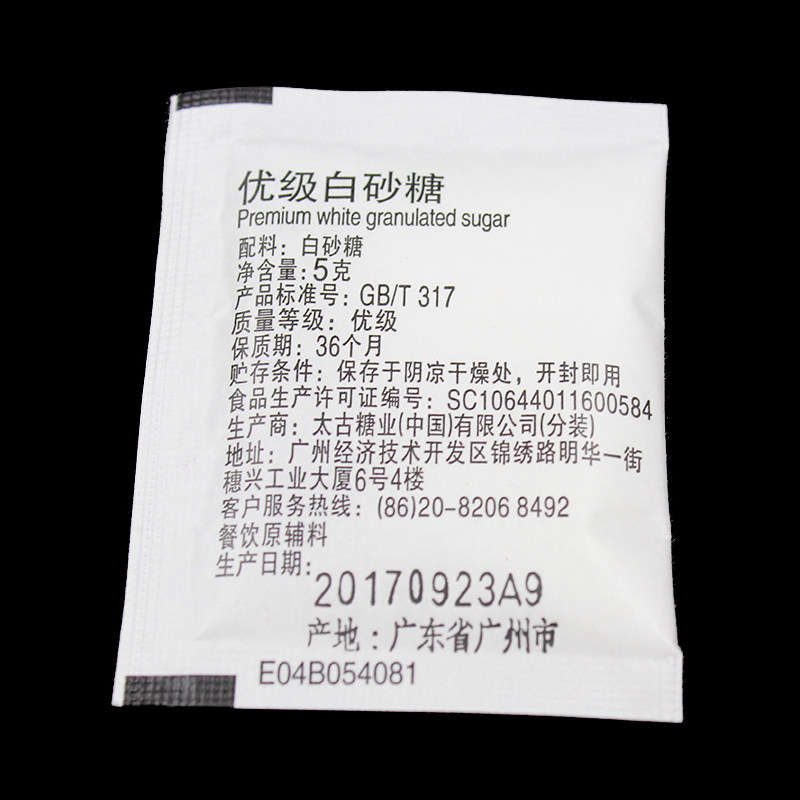 优级白砂糖
Premium white granulated sugar
配料：白砂糖
净含量：5克
产品标准号：GB/T 317
质量等级：优级
保质期：36个月
贮存条件：保存于阴凉干燥处，开封即用
食品生产许可证编号：SC10644011600584
生产商：太古糖业(中国)有限公司(分装)
地址：广州经济技术开发区锦绣路明华一街
穗兴工业大厦6号4楼
客户服务热线：(86)20-8206 8492
餐饮原辅料
生产日期：
20170923A9
产地：广东省广州市
E04B054081